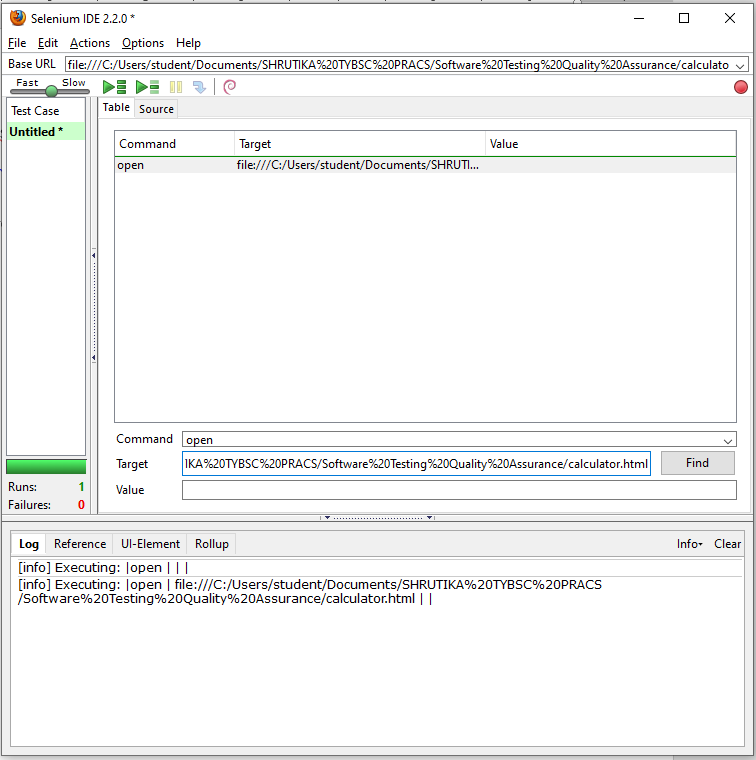 Selenium IDE 2.2.0 *
File Edit Actions Options Help
Base URL file:///C:/Users/student/Documents/SHRUTIKA%20TYBSC%20PRACS/Software%20Testing%20Quality%20Assurance/calculato
Fast Slow
Test Case
Untitled *
Table Source
Command Target Value
open file:///C:/Users/student/Documents/SHRUTI...
Command open
Target IKA%20TYBSC%20PRACS/Software%20Testing%20Quality%20Assurance/calculator.html Find
Value
Runs: 1
Failures: 0
Log Reference UI-Element Rollup Info Clear
[info] Executing: |open | | |
[info] Executing: |open | file:///C:/Users/student/Documents/SHRUTIKA%20TYBSC%20PRACS
/Software%20Testing%20Quality%20Assurance/calculator.html | |